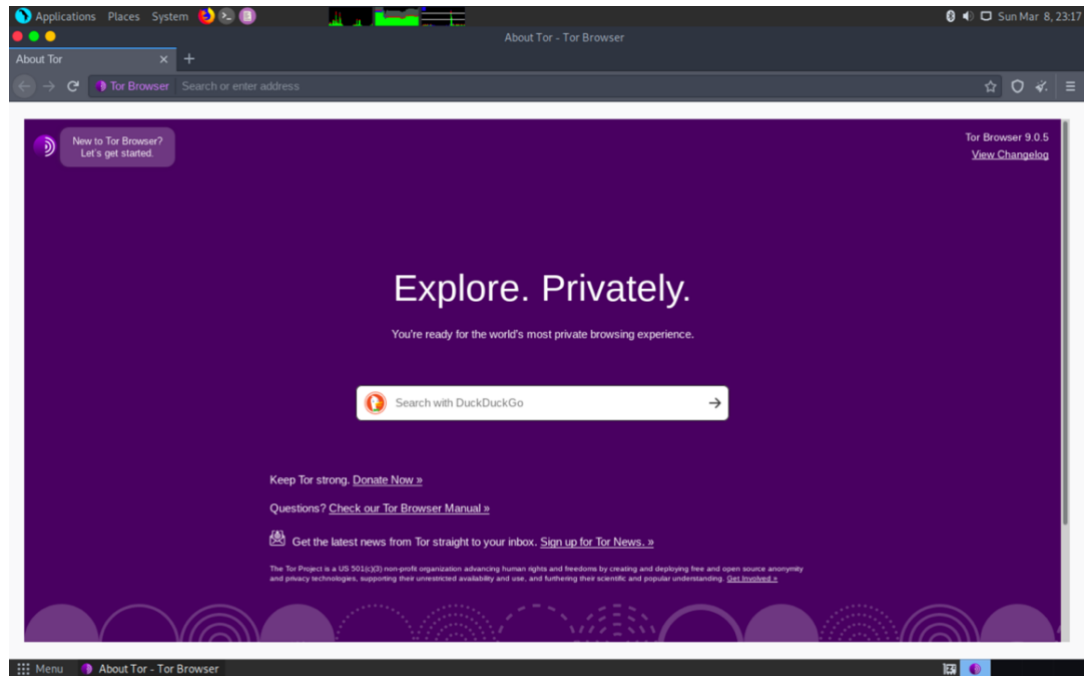 Applications Places System
Sun Mar 8, 23:17
About Tor - Tor Browser
About Tor
Tor Browser Search or enter address
New to Tor Browser?
Let's get started.
Tor Browser 9.0.5
View Changelog
Explore. Privately.
You're ready for the world's most private browsing experience.
Search with DuckDuckGo
Keep Tor strong. Donate Now »
Questions? Check our Tor Browser Manual »
Get the latest news from Tor straight to your inbox. Sign up for Tor News. »
The Tor Project is a US 501(c)(3) non-profit organization advancing human rights and freedoms by creating and deploying free and open source anonymity
and privacy technologies, supporting their unrestricted availability and use, and furthering their scientific and popular understanding. Get Involved »
Menu About Tor - Tor Browser